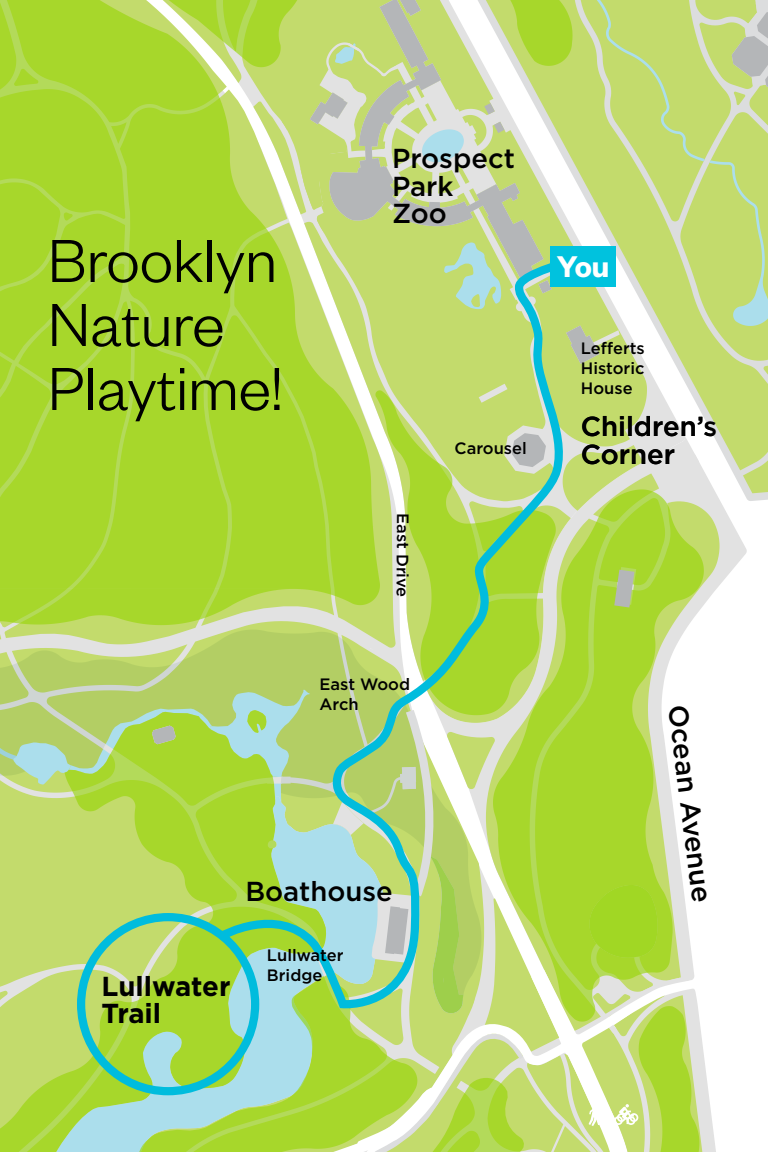 Prospect
Park
Zoo
Brooklyn
Nature
Playtime!
You
Lefferts
Historic
House
Children's
Corner
Carousel
East Drive
East Wood
Arch
Ocean Avenue
Boathouse
Lullwater
Bridge
Lullwater
Trail